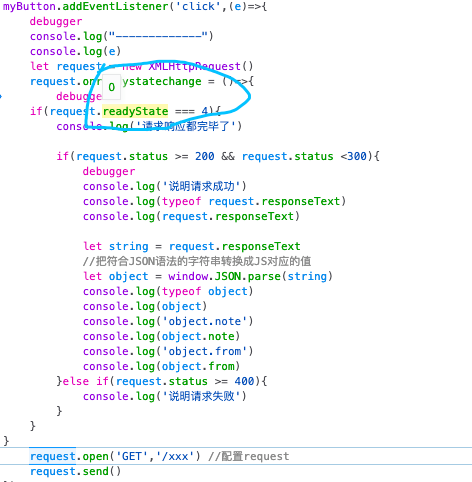 myButton.addEventListener('click',(e)=>{
debugger
console.log("-------------")
console.log(e)
let request = new XMLHttpRequest()
request.on ystatechange = ()=>{
0
debugge
if(request.readyState === 4){
console.log('请求响应都完毕了')
if(request.status >= 200 && request.status <300){
debugger
console.log('说明请求成功')
console.log(typeof request.responseText)
console.log(request.responseText)
let string = request.responseText
//把符合JSON语法的字符串转换成JS对应的值
let object = window.JSON.parse(string)
console.log(typeof object)
console.log(object)
console.log('object.note')
console.log(object.note)
console.log('object.from')
console.log(object.from)
}else if(request.status >= 400){
console.log('说明请求失败')
}
}
}
request.open('GET','/xxx') //配置request
request.send()